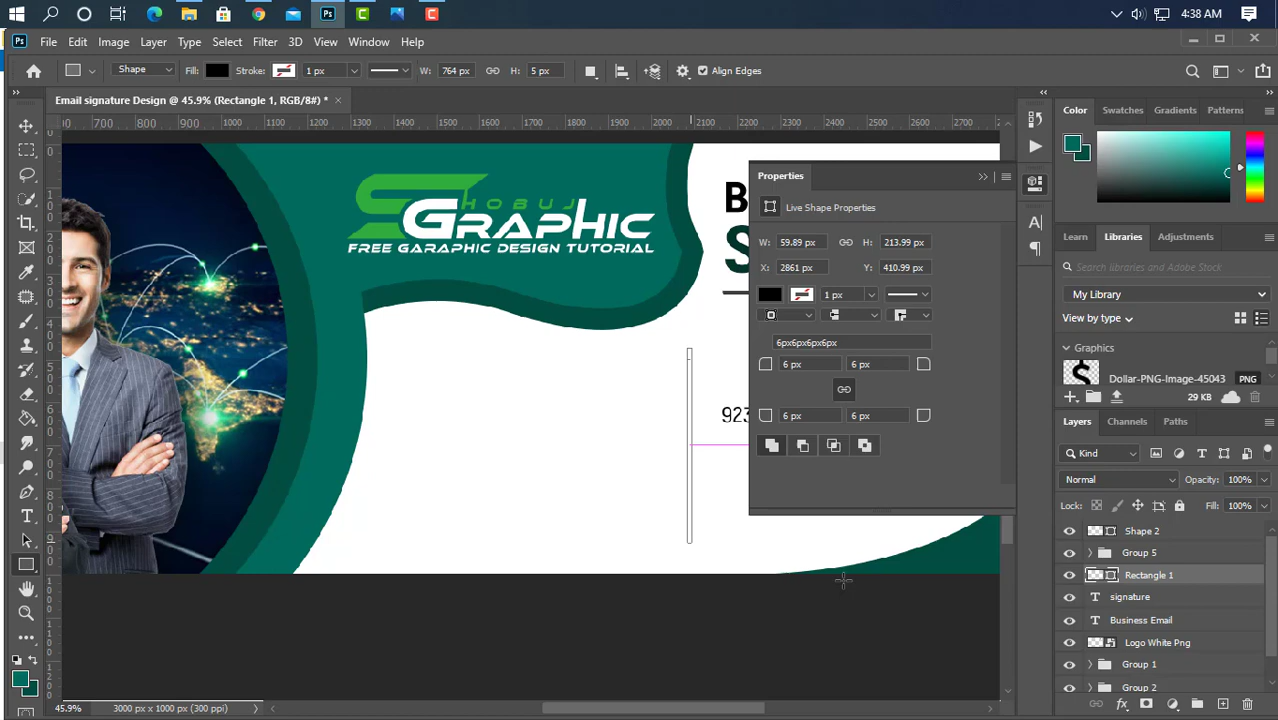 4:38 AM
Ps
File Edit Image Layer Type Select Filter 3D View Window Help
Shape Fill: Stroke: 1 px W: 764 px H: 5 px Align Edges
Email signature Design @ 45.9% (Rectangle 1, RGB/8#) * ×
700 800 900 1000 1100 1200 1300 1400 1500 1600 1700 1800 1900 2000 2100 2200 2300 2400 2500 2600 2700
HOBUJ
GRAPHIC
FREE GARAPHIC DESIGN TUTORIAL
B
S
923
Properties
Live Shape Properties
W: 59.89 px H: 213.99 px
X: 2861 px Y: 410.99 px
1 px
6px6px6px6px
6 px 6 px
6 px 6 px
Color Swatches Gradients Patterns
Learn Libraries Adjustments
Search libraries and Adobe Stock
My Library
View by type
Graphics
Dollar-PNG-Image-45043 PNG
29 KB
Layers Channels Paths
Kind
Normal Opacity: 100%
Lock: Fill: 100%
Shape 2
Group 5
Rectangle 1
signature
Business Email
Logo White Png
Group 1
Group 2
45.9% 3000 px x 1000 px (300 ppi)